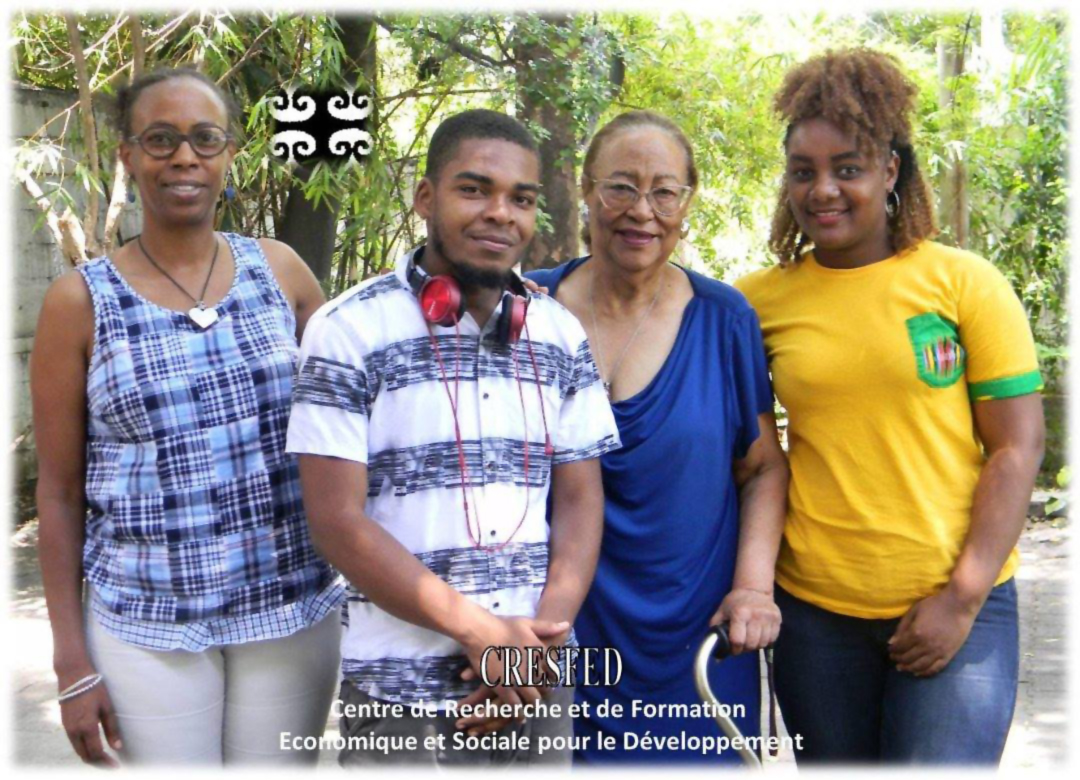 CRESFED
Centre de Recherche et de Formation
Economique et Sociale pour le Développement